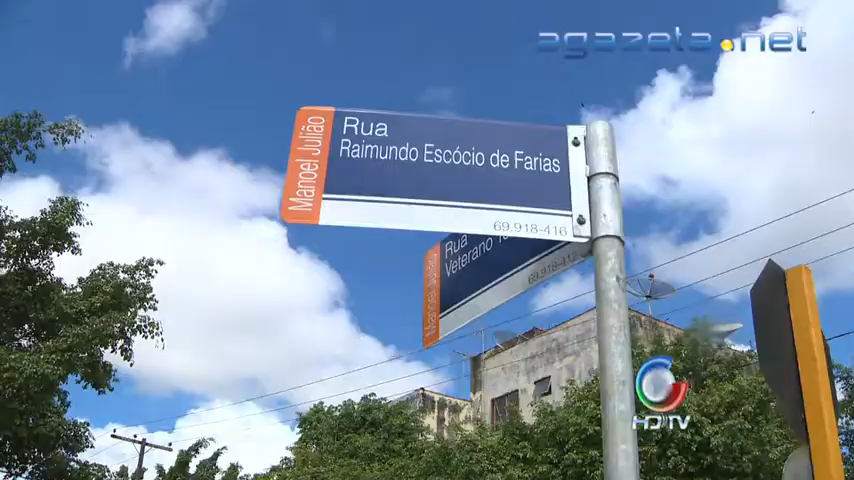 agazeta.net
Manoel Julião
Rua
Raimundo Escócio de Farias
69.918-416
Rua
Veterano
69.918-412
Manoel Julião
HDTV